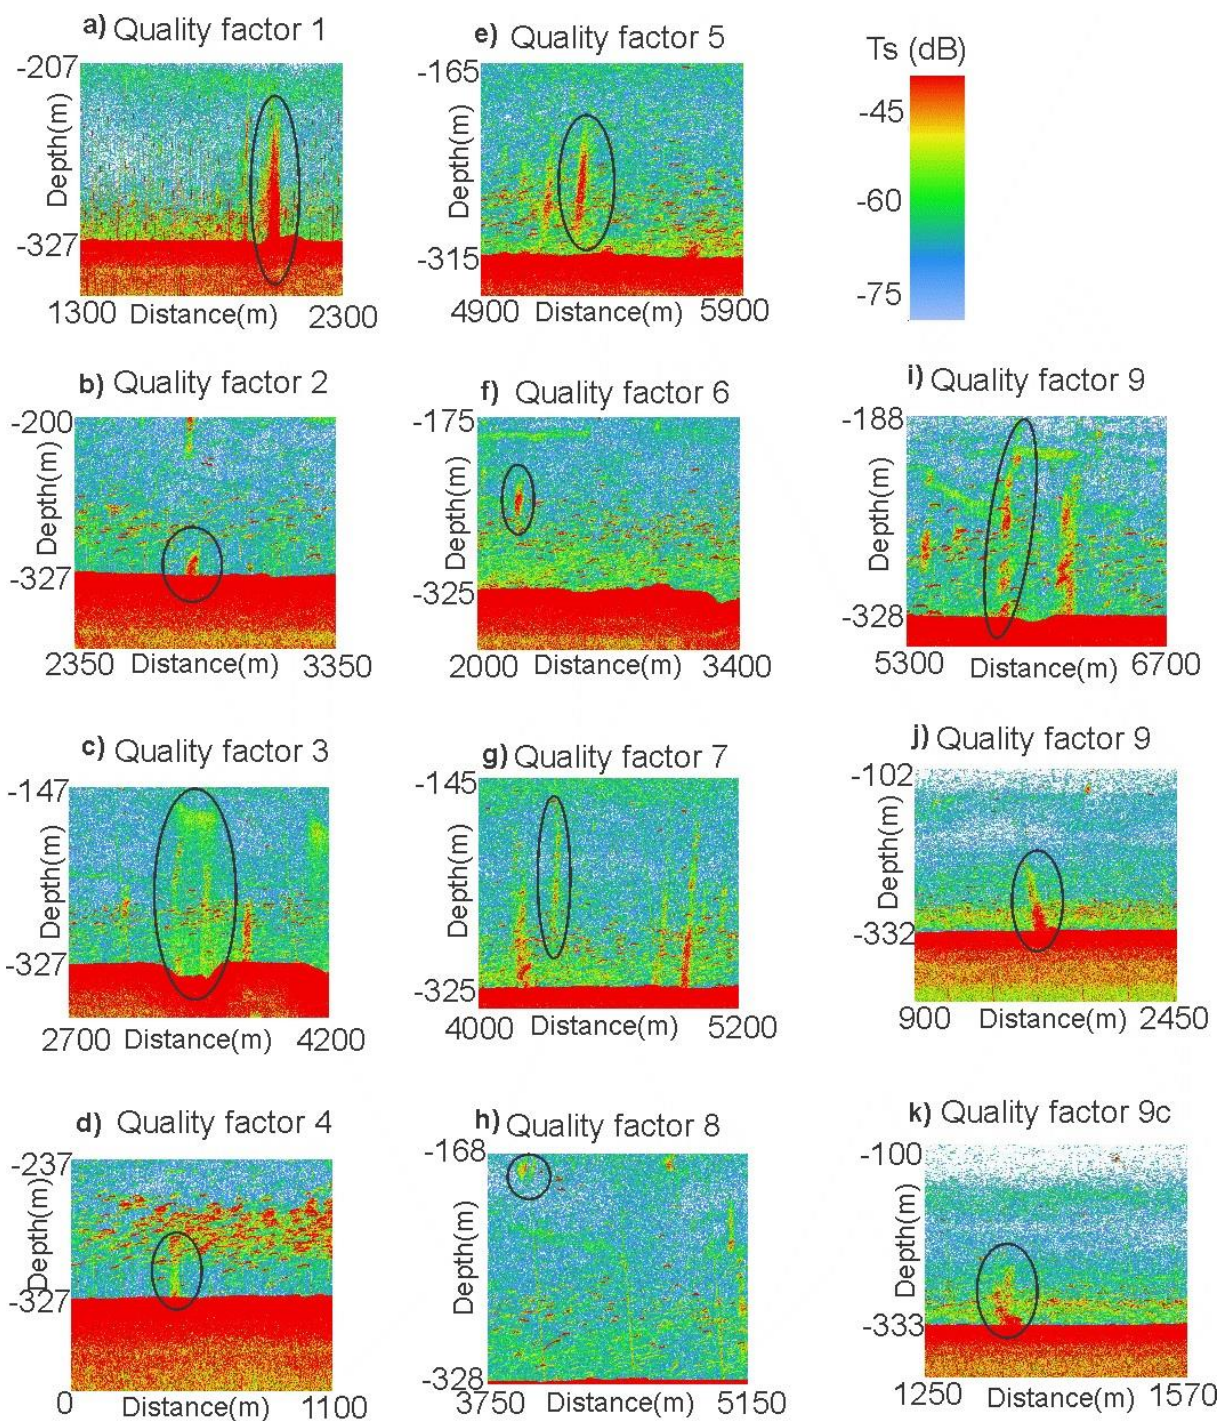 a) Quality factor 1
-207
Depth(m)
-327
1300 Distance(m) 2300
b) Quality factor 2
-200
Depth(m)
-327
2350 Distance(m) 3350
c) Quality factor 3
-147
Depth(m)
-327
2700 Distance(m) 4200
d) Quality factor 4
-237
Depth(m)
-327
0 Distance(m) 1100
e) Quality factor 5
-165
Depth(m)
-315
4900 Distance(m) 5900
f) Quality factor 6
-175
Depth(m)
-325
2000 Distance(m) 3400
g) Quality factor 7
-145
Depth(m)
-325
4000 Distance(m) 5200
h) Quality factor 8
-168
Depth(m)
-328
3750 Distance(m) 5150
Ts (dB)
-45
-60
-75
i) Quality factor 9
-188
Depth(m)
-328
5300 Distance(m) 6700
j) Quality factor 9
-102
Depth(m)
-332
900 Distance(m) 2450
k) Quality factor 9c
-100
Depth(m)
-333
1250 Distance(m) 1570